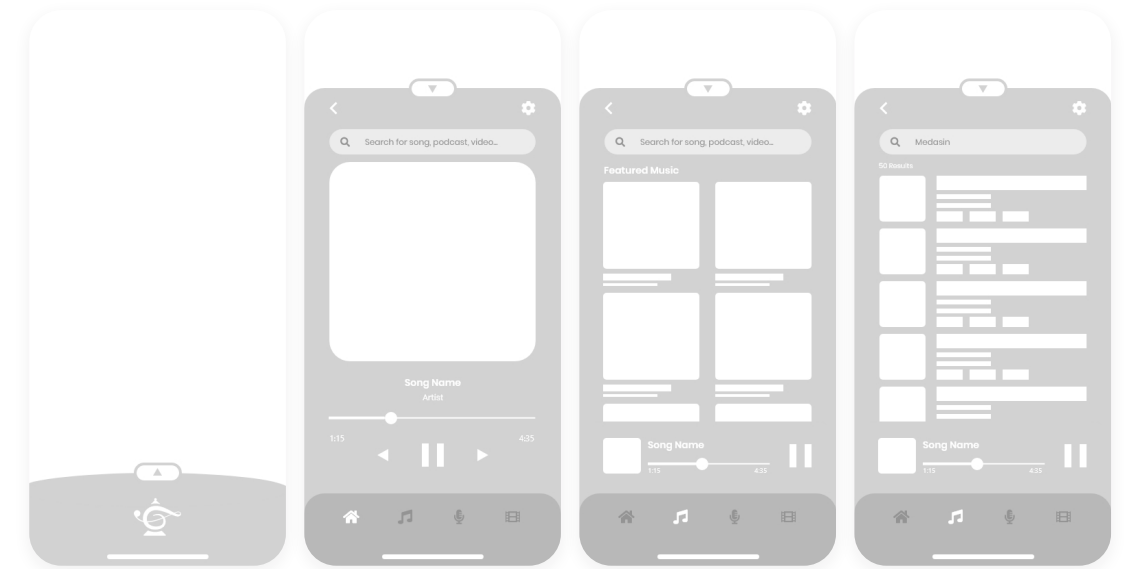 Search for song, podcast, video...
Song Name
Artist
1:15
4:35
Search for song, podcast, video...
Featured Music
Song Name
1:15
4:35
Medasin
50 Results
Song Name
1:15
4:35